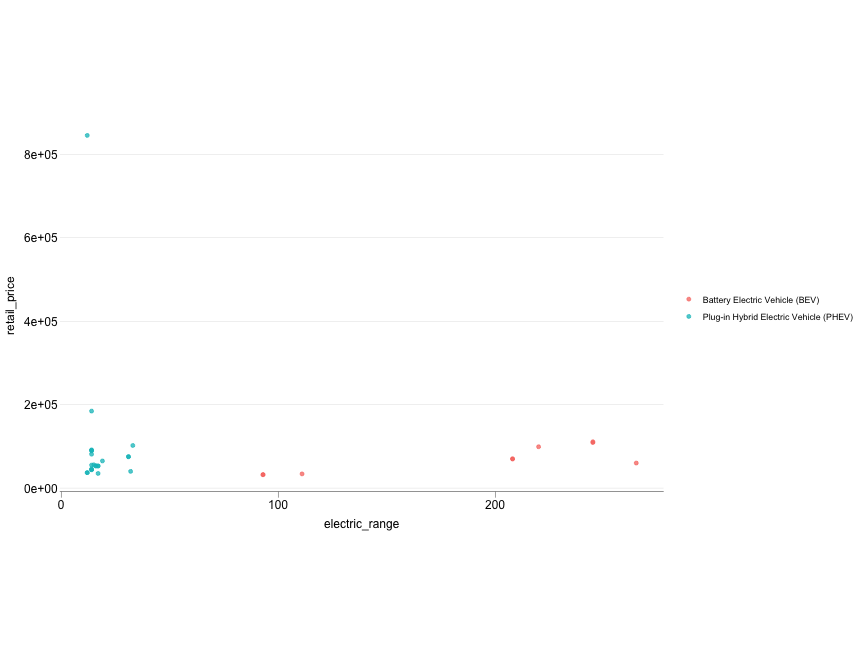 8e+05
6e+05
4e+05
2e+05
0e+00
retail_price
0
100
200
electric_range
Battery Electric Vehicle (BEV)
Plug-in Hybrid Electric Vehicle (PHEV)